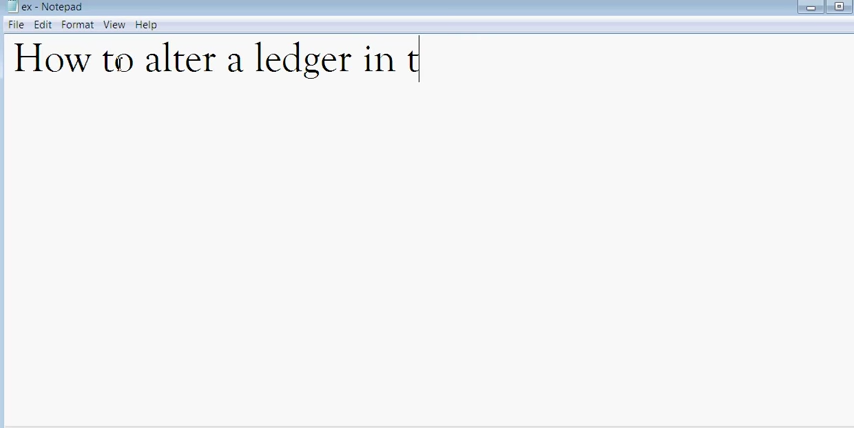 ex - Notepad
File Edit Format View Help
How to alter a ledger in t